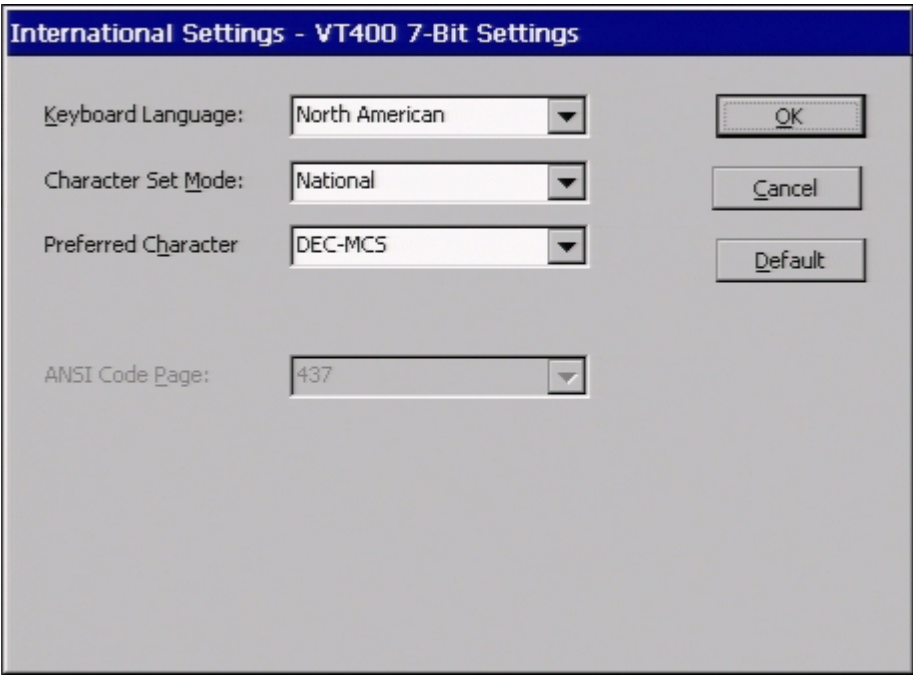 International Settings - VT400 7-Bit Settings
Keyboard Language: North American OK
Character Set Mode: National Cancel
Preferred Character DEC-MCS Default
ANSI Code Page: 437